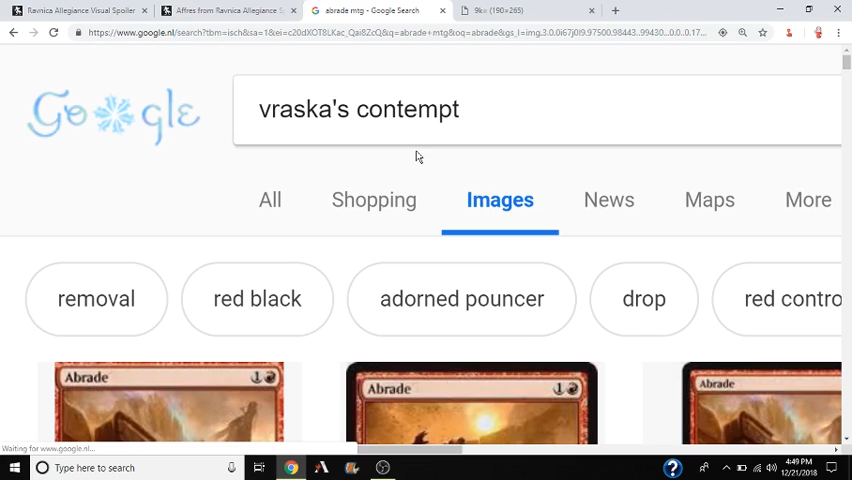 Ravnica Allegiance Visual Spoiler
Affres from Ravnica Allegiance S
abrade mtg - Google Search
9k= (190×265)
https://www.google.nl/search?tbm=isch&sa=1&ei=c20dXOT8LKac_Qai8ZcQ&q=abrade+mtg&oq=abrade&gs_l=img.3.0.0i67j0l9.97500.98443..99430...0.0..0.17...
Google
vraska's contempt
All
Shopping
Images
News
Maps
More
removal
red black
adorned pouncer
drop
red contro
Abrade
1
Abrade
1
Abrade
1
Waiting for www.google.nl...
Type here to search
4:49 PM
12/21/2018